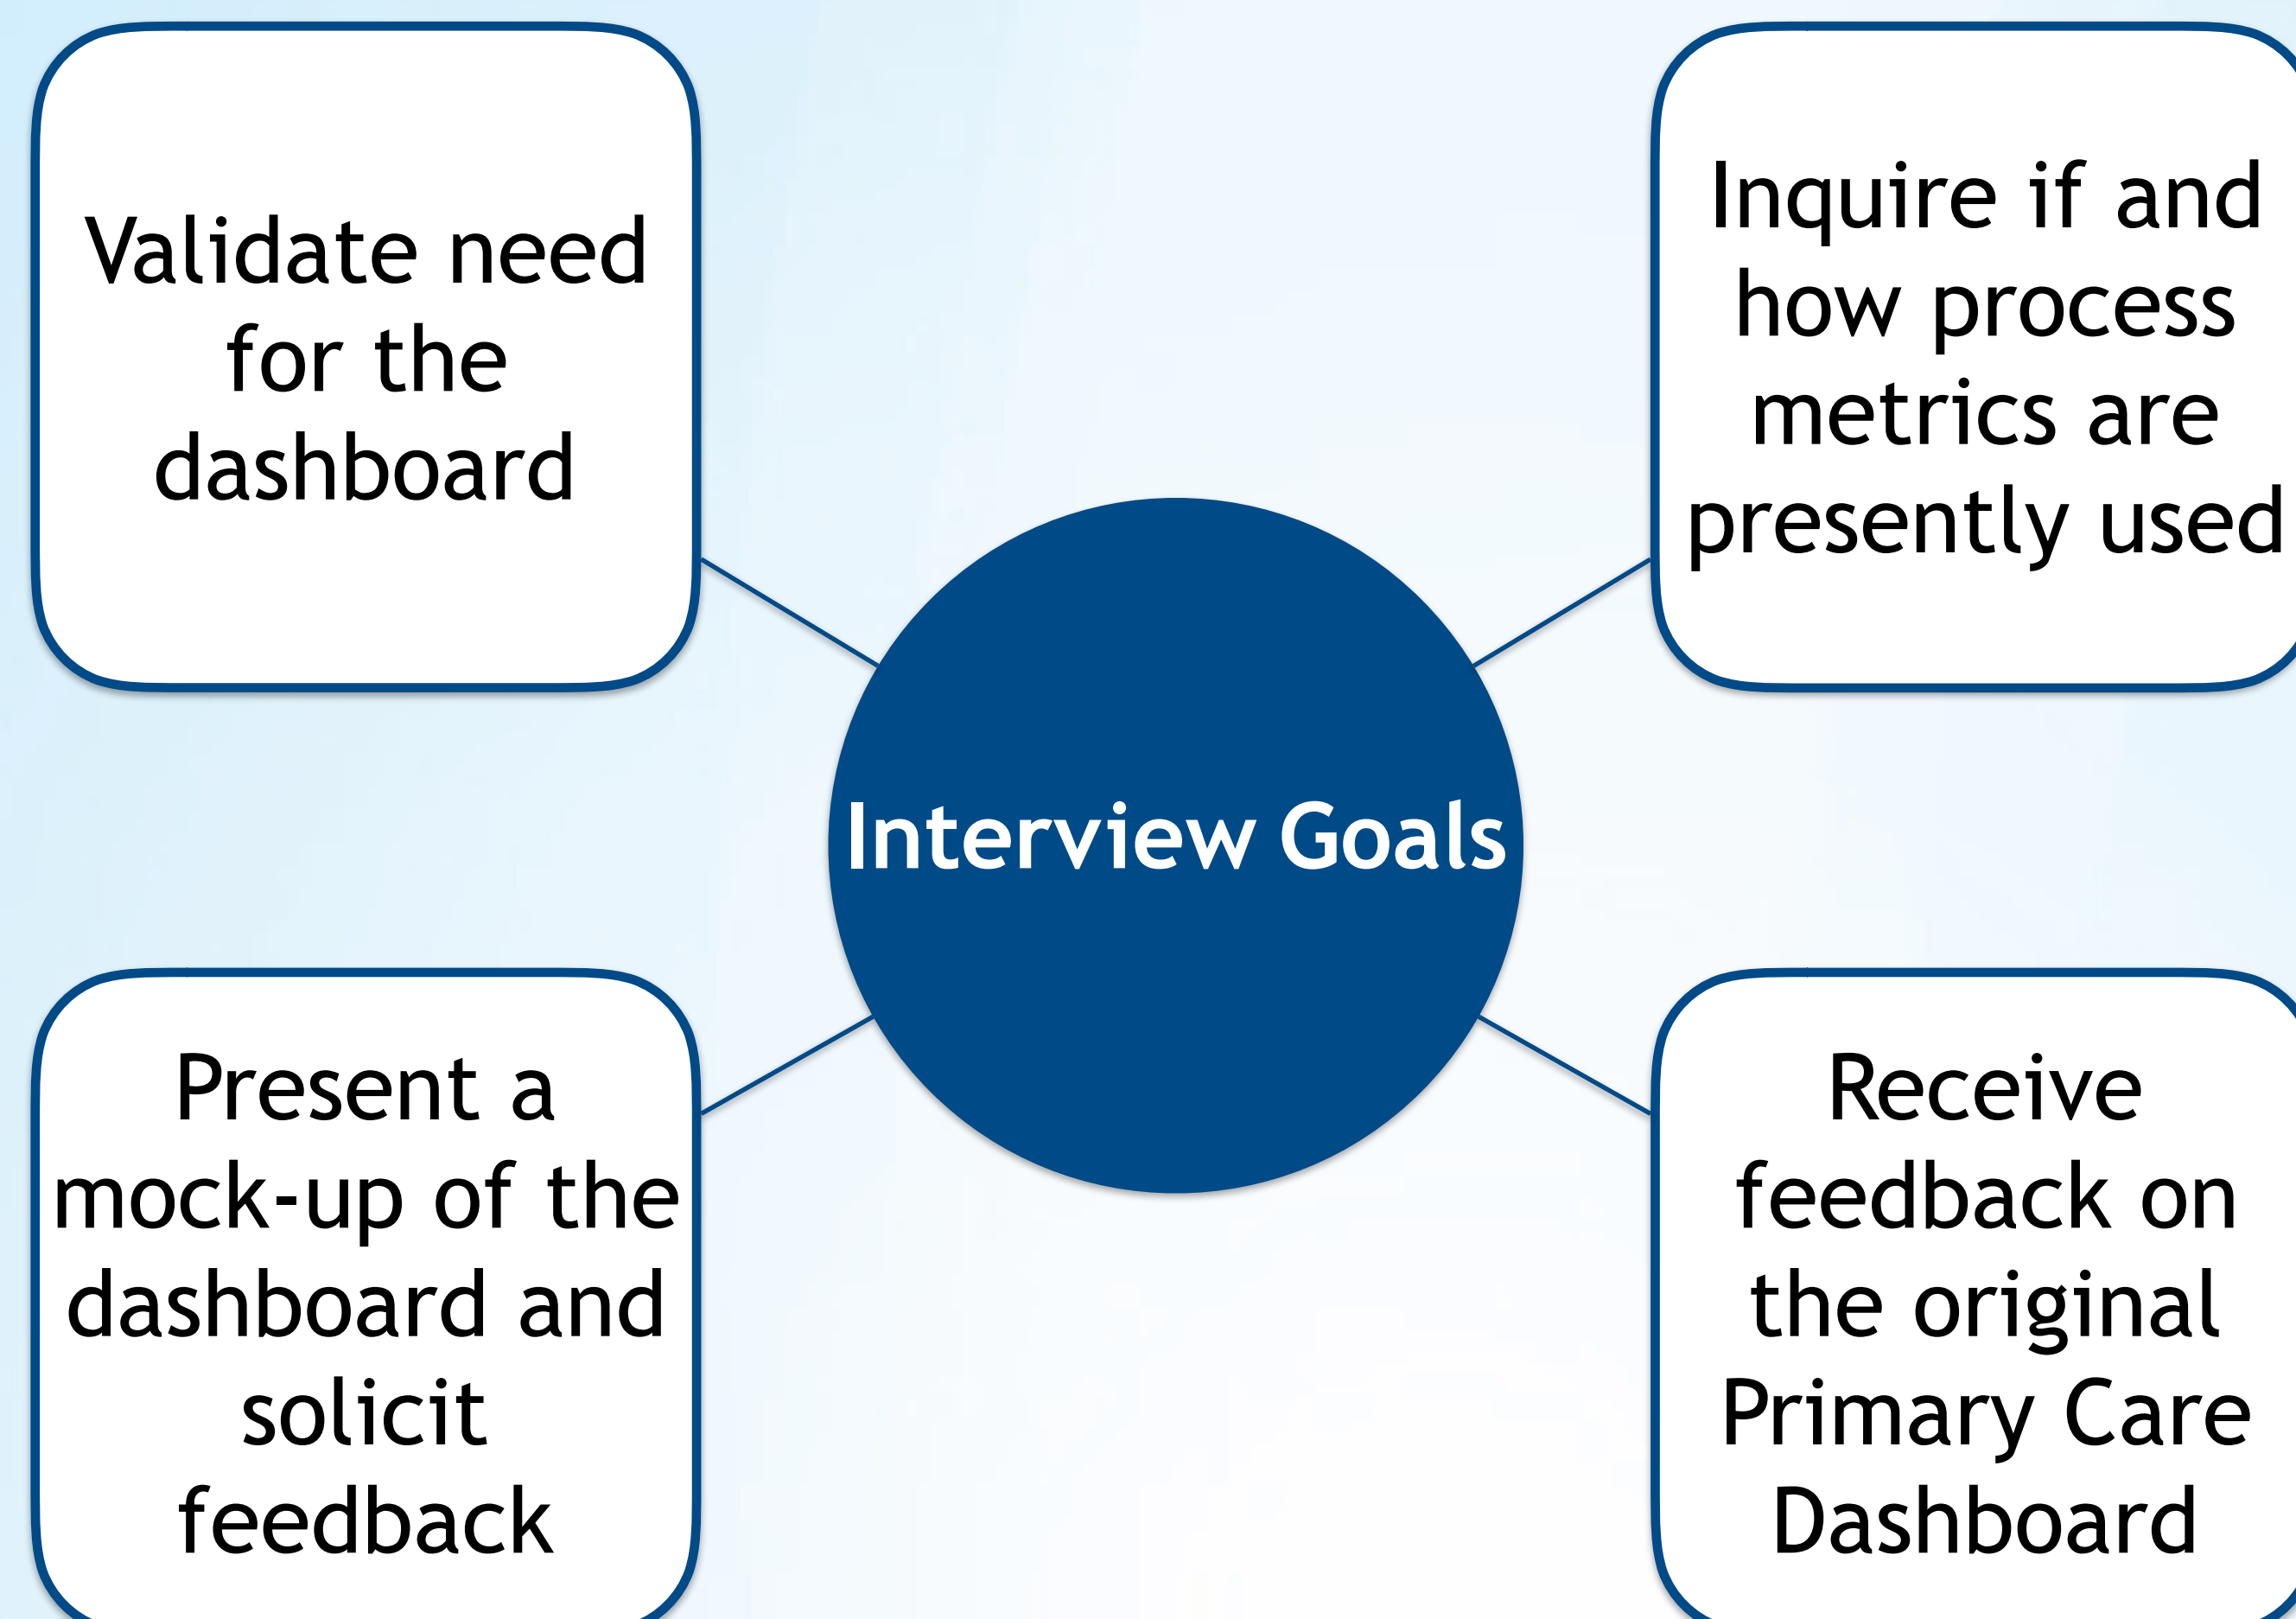 Validate need
for the
dashboard
Inquire if and
how process
metrics are
presently used
Interview Goals
Present a
mock-up of the
dashboard and
solicit
feedback
Receive
feedback on
the original
Primary Care
Dashboard